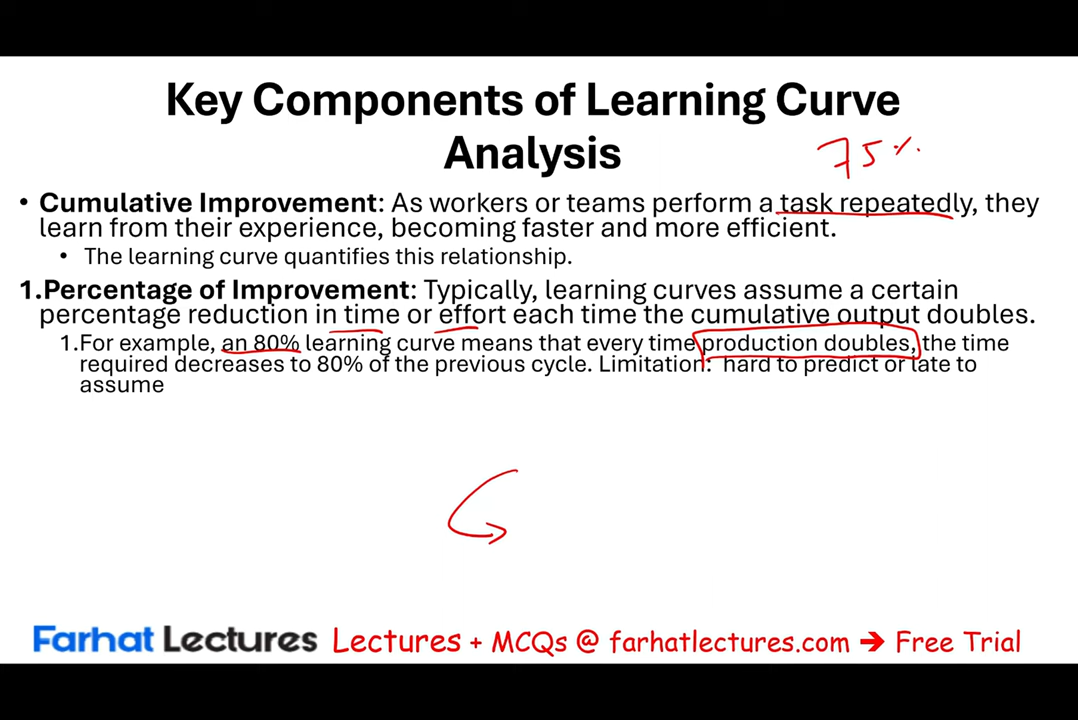 Key Components of Learning Curve
Analysis
75%
• Cumulative Improvement: As workers or teams perform a task repeatedly, they
learn from their experience, becoming faster and more efficient.
• The learning curve quantifies this relationship.
1.Percentage of Improvement: Typically, learning curves assume a certain
percentage reduction in time or effort each time the cumulative output doubles.
1.For example, an 80% learning curve means that every time production doubles, the time
required decreases to 80% of the previous cycle. Limitation: hard to predict or late to
assume
Farhat Lectures Lectures + MCQs @ farhatlectures.com → Free Trial